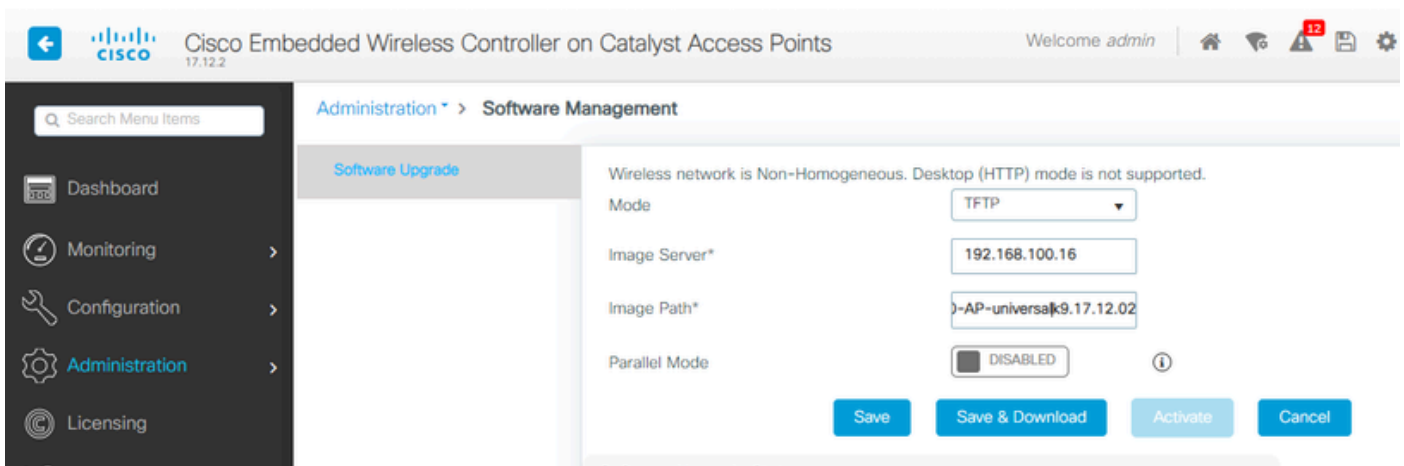 cisco
Cisco Embedded Wireless Controller on Catalyst Access Points
17.12.2
Welcome admin
12
Search Menu Items
Dashboard
Monitoring
Configuration
Administration
Licensing
Administration > Software Management
Software Upgrade
Wireless network is Non-Homogeneous. Desktop (HTTP) mode is not supported.
Mode TFTP
Image Server* 192.168.100.16
Image Path* -AP-universalk9.17.12.02
Parallel Mode DISABLED
Save Save & Download Activate Cancel